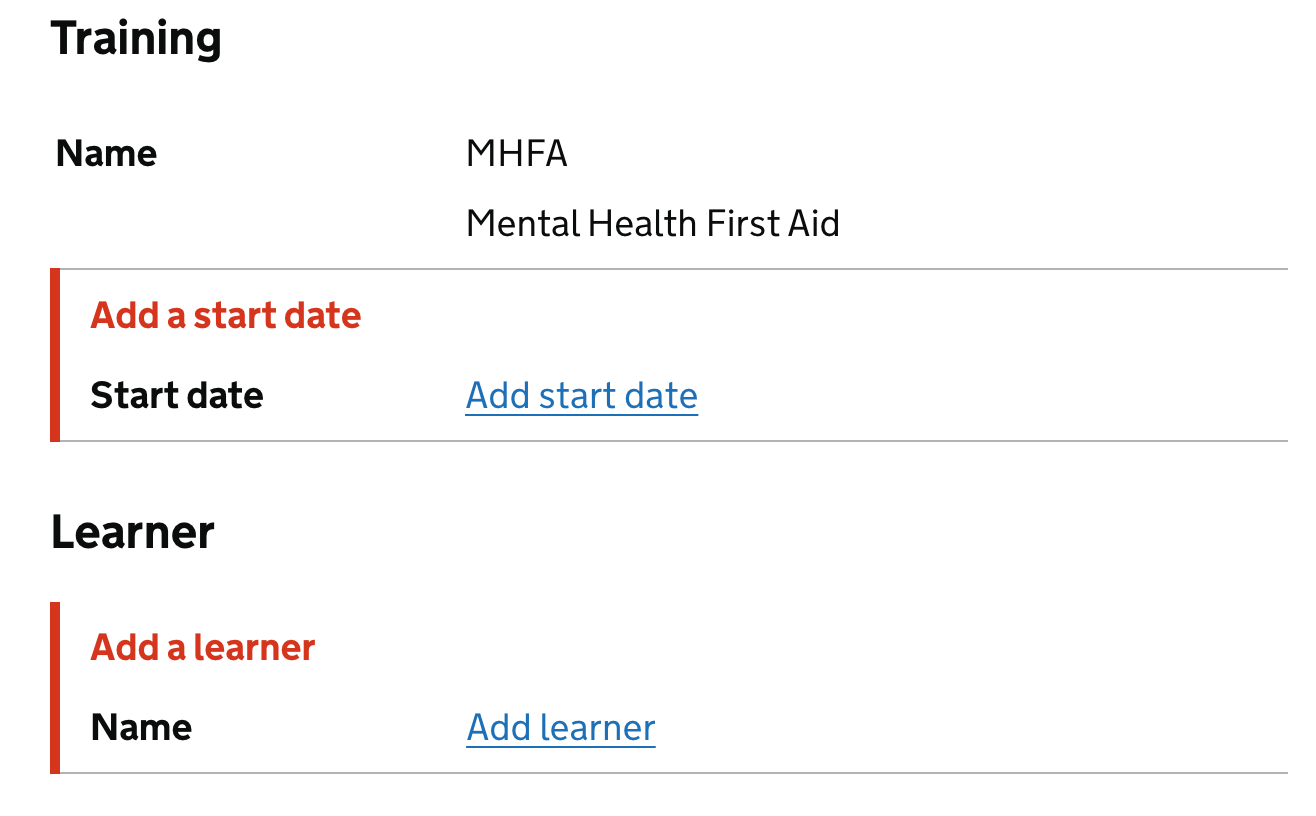 Training
Name MHFA
Mental Health First Aid
Add a start date
Start date Add start date
Learner
Add a learner
Name Add learner